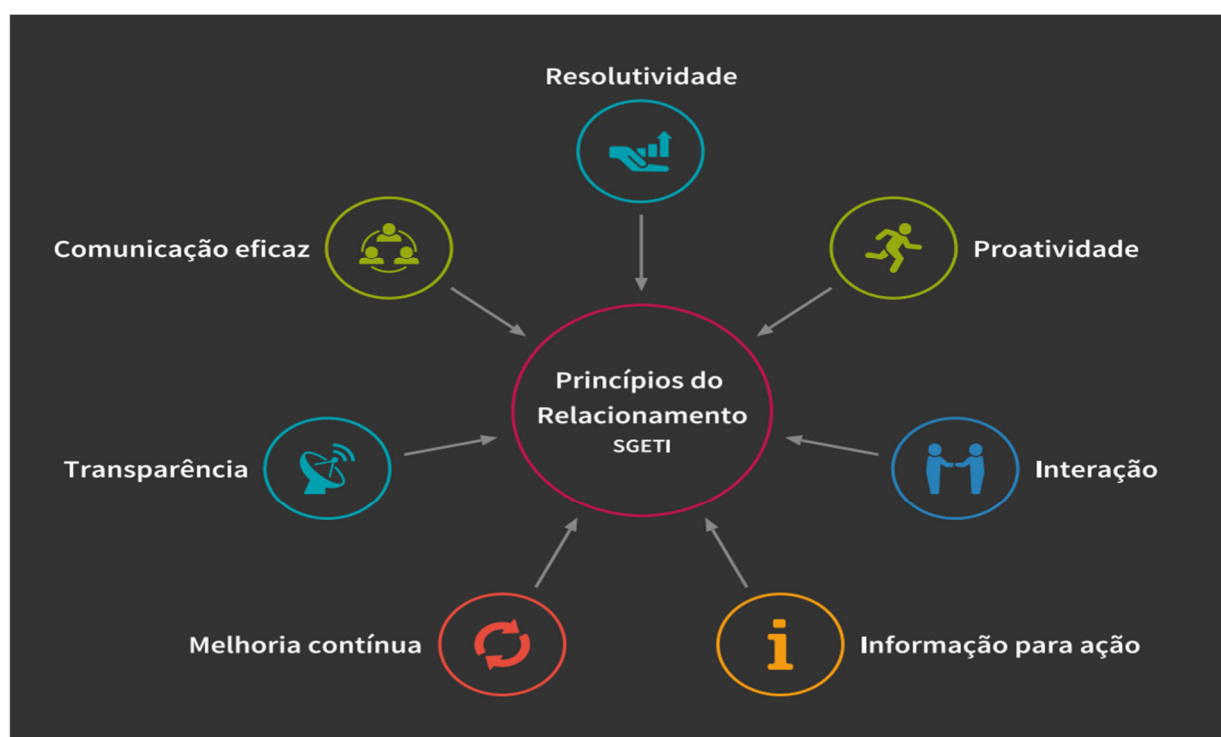 Resolutividade
Comunicação eficaz
Proatividade
Princípios do
Relacionamento
SGETI
Transparência
Interação
Melhoria contínua
Informação para ação